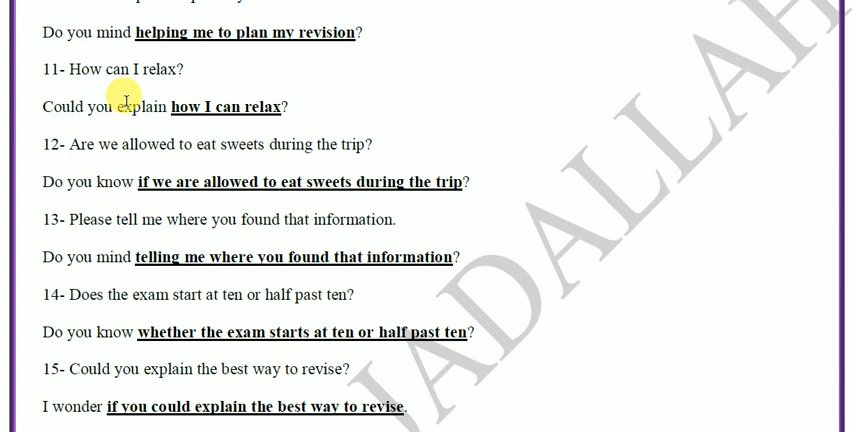 Do you mind helping me to plan my revision?
11- How can I relax?
Could you explain how I can relax?
12- Are we allowed to eat sweets during the trip?
Do you know if we are allowed to eat sweets during the trip?
13- Please tell me where you found that information.
Do you mind telling me where you found that information?
14- Does the exam start at ten or half past ten?
Do you know whether the exam starts at ten or half past ten?
15- Could you explain the best way to revise?
I wonder if you could explain the best way to revise.
JADALLAH